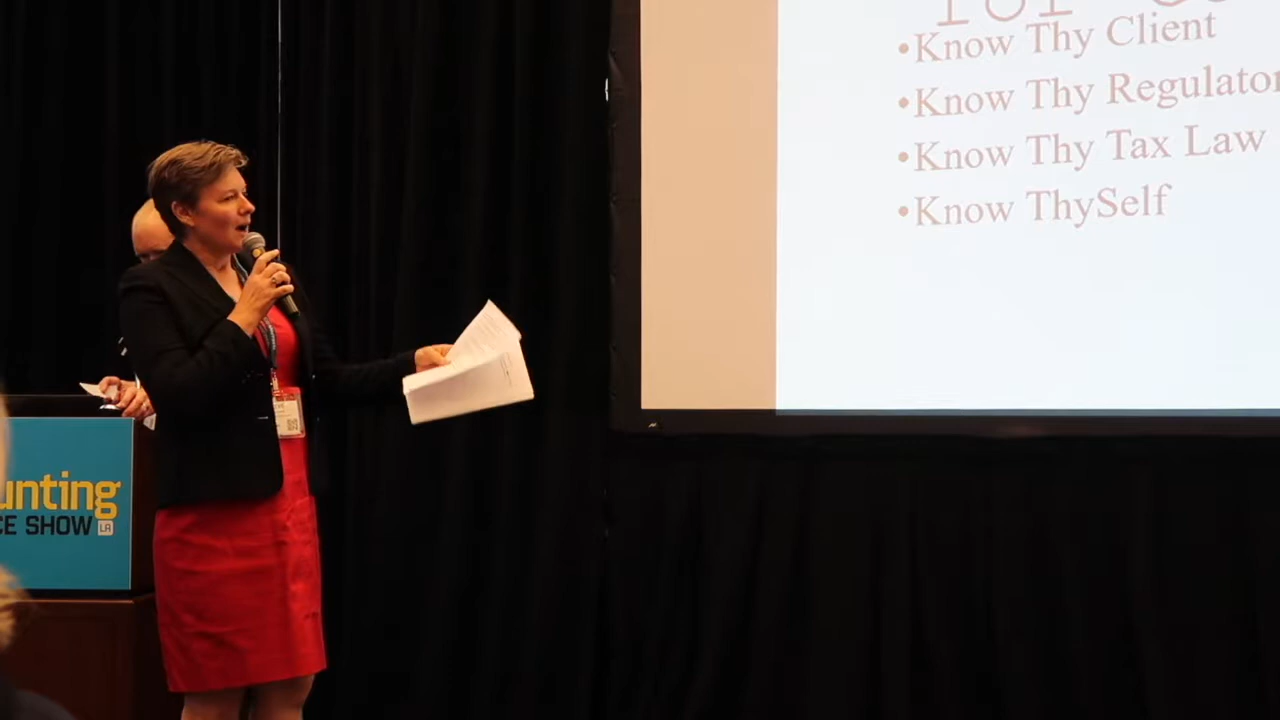 •Know Thy Client
•Know Thy Regulator
•Know Thy Tax Law
•Know ThySelf
unting
CE SHOW LA